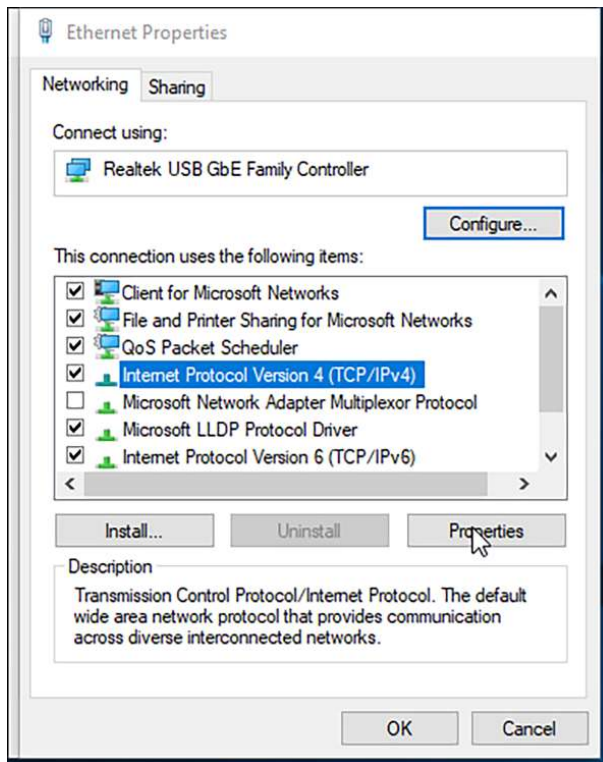 Ethernet Properties
Networking
Sharing
Connect using:
Realtek USB GbE Family Controller
Configure...
This connection uses the following items:
Client for Microsoft Networks
File and Printer Sharing for Microsoft Networks
QoS Packet Scheduler
Internet Protocol Version 4 (TCP/IPv4)
Microsoft Network Adapter Multiplexor Protocol
Microsoft LLDP Protocol Driver
Internet Protocol Version 6 (TCP/IPv6)
Install...
Uninstall
Properties
Description
Transmission Control Protocol/Internet Protocol. The default
wide area network protocol that provides communication
across diverse interconnected networks.
OK
Cancel